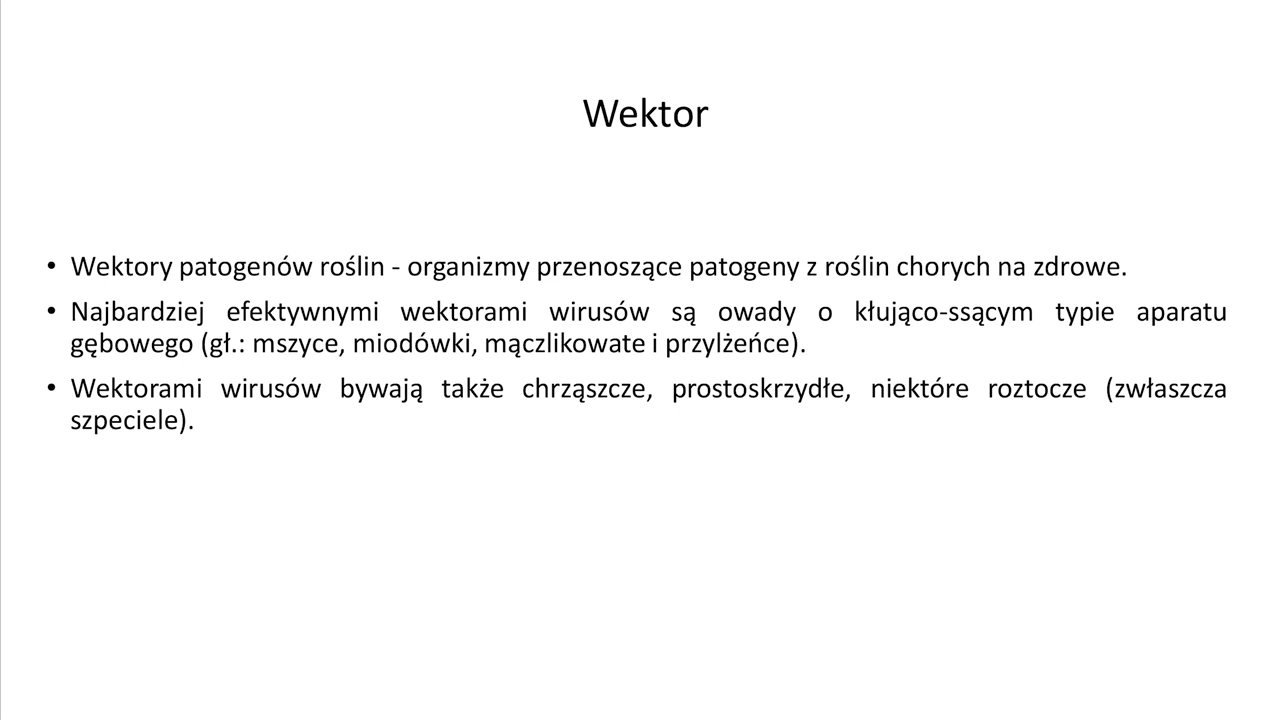 Wektor
• Wektory patogenów roślin - organizmy przenoszące patogeny z roślin chorych na zdrowe.
• Najbardziej efektywnymi wektorami wirusów są owady o kłująco-ssącym typie aparatu
gębowego (gł.: mszyce, miodówki, mączlikowate i przylżeńce).
• Wektorami wirusów bywają także chrząszcze, prostoskrzydłe, niektóre roztocze (zwłaszcza
szpeciele).